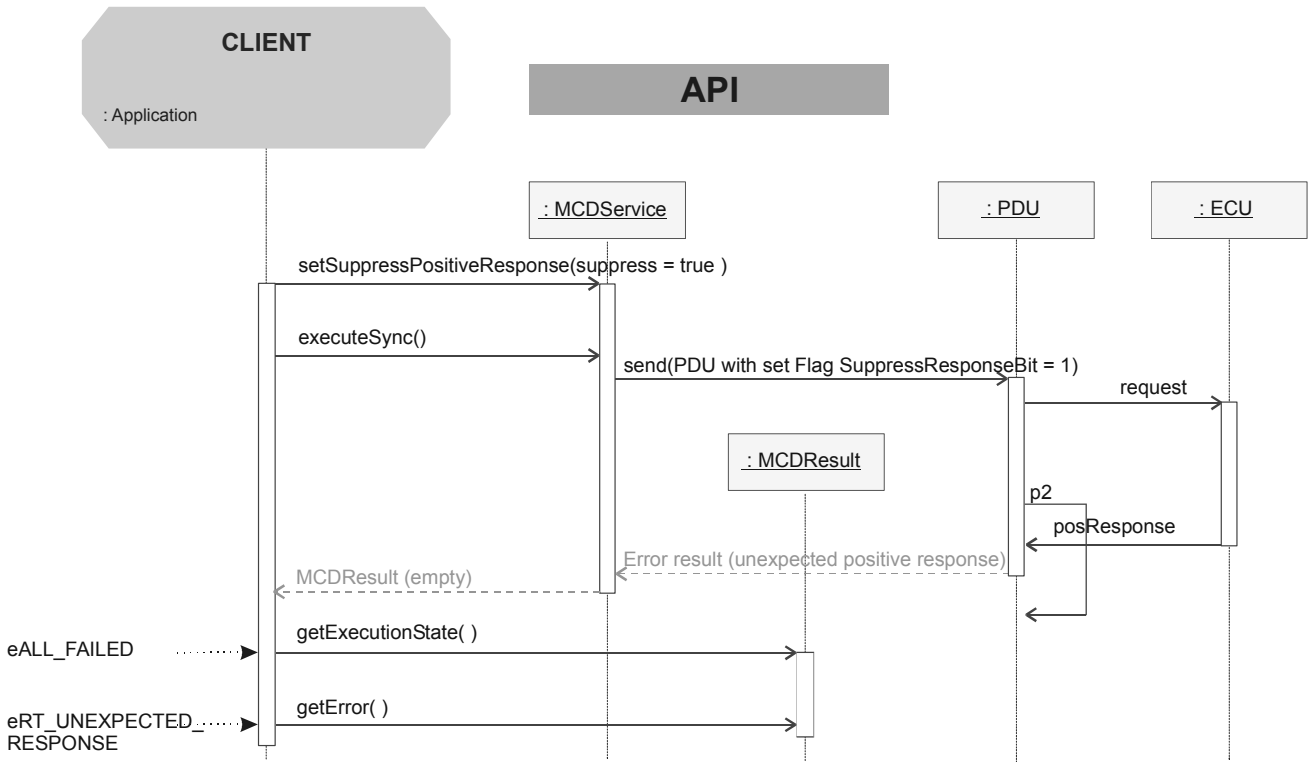 CLIENT
: Application
API
: MCDService
: PDU
: ECU
setSuppressPositiveResponse(suppress = true )
executeSync()
send(PDU with set Flag SuppressResponseBit = 1)
request
: MCDResult
p2
posResponse
Error result (unexpected positive response)
MCDResult (empty)
getExecutionState( )
eALL_FAILED
getError( )
eRT_UNEXPECTED_
RESPONSE